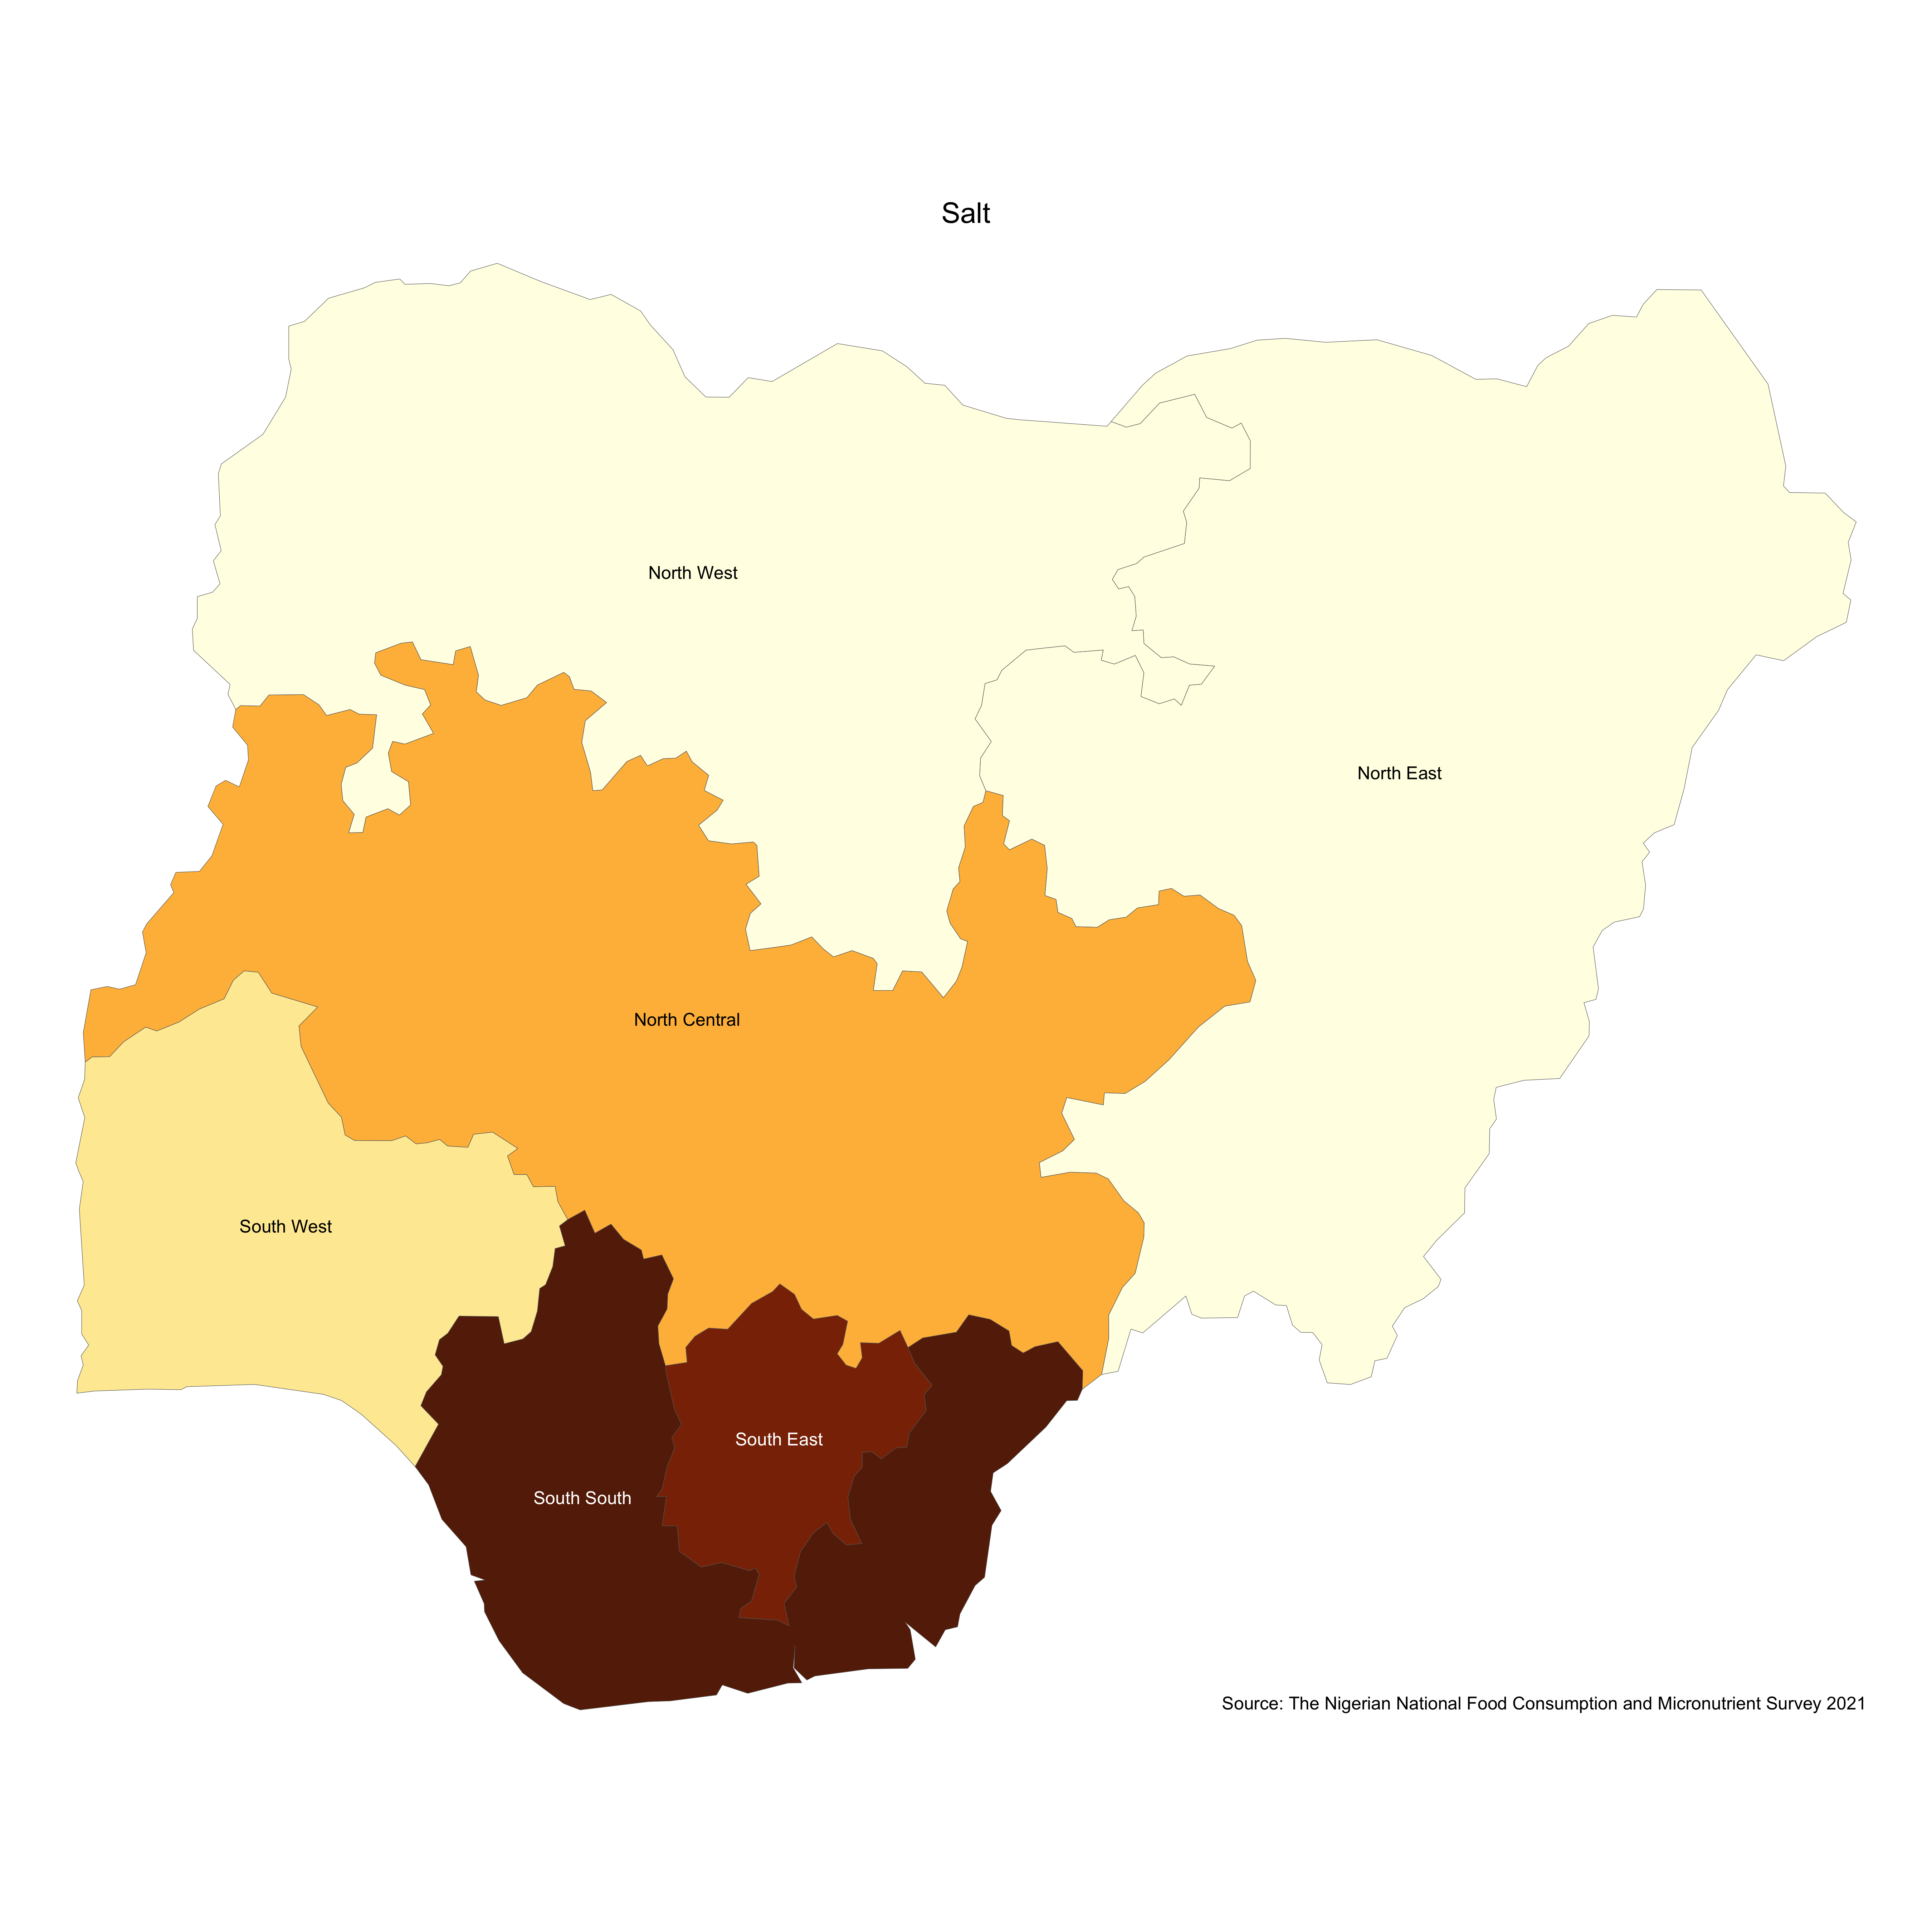 Salt
North West
North East
North Central
South West
South East
South South
Source: The Nigerian National Food Consumption and Micronutrient Survey 2021